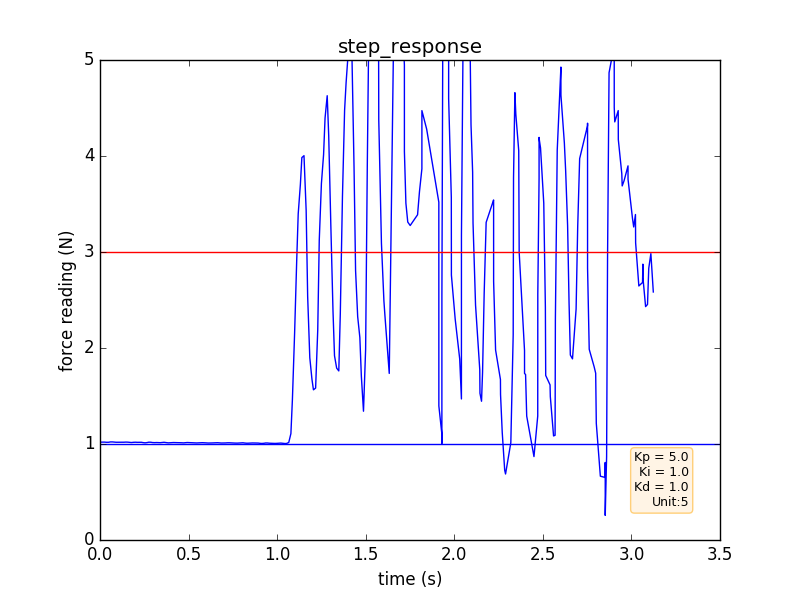 step_response
5
4
3
2
1
0
force reading (N)
Kp = 5.0
Ki = 1.0
Kd = 1.0
Unit:5
0.0 0.5 1.0 1.5 2.0 2.5 3.0 3.5
time (s)